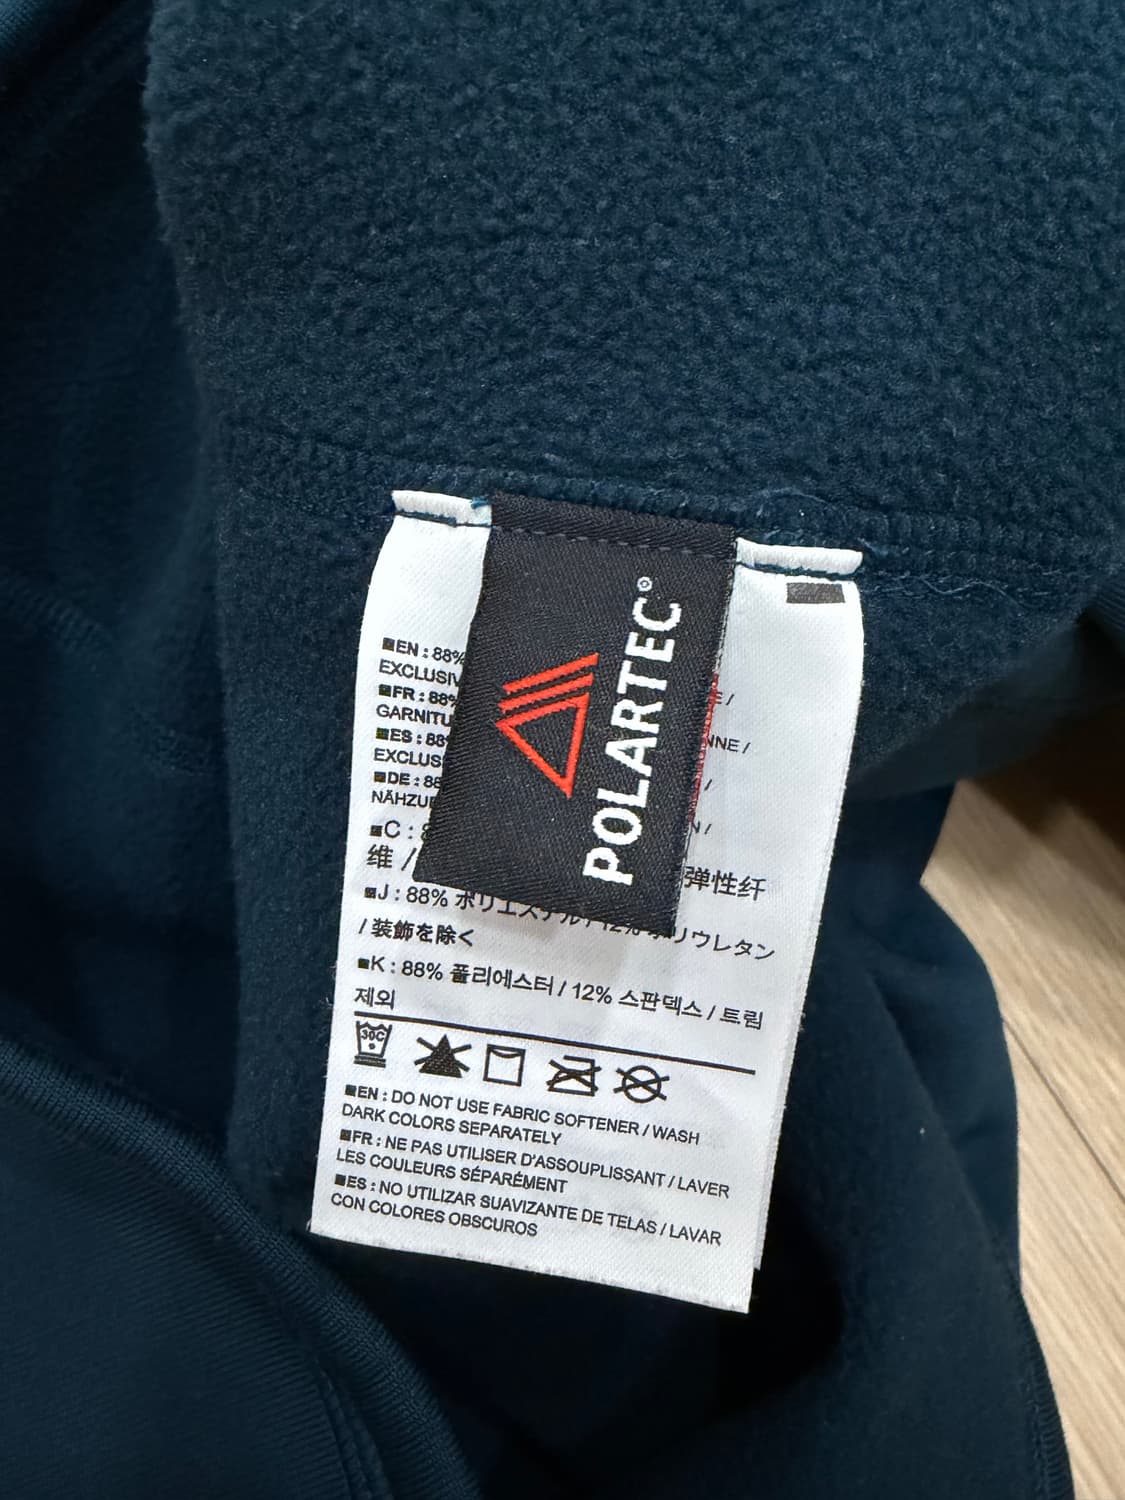 POLARTEC®
EN : 88%
EXCLUSIV
FR : 88%
GARNITU
/
ES : 88
NNE /
EXCLUS
DE : 88
/
NÄHZU
N /
C : 8
维 /
弹性纤
J : 88% ポリエステル / 12% ポリウレタン
/ 装飾を除く
K : 88% 폴리에스터 / 12% 스판덱스 / 트림
제외
30C
EN : DO NOT USE FABRIC SOFTENER / WASH
DARK COLORS SEPARATELY
FR : NE PAS UTILISER D'ASSOUPLISSANT / LAVER
LES COULEURS SÉPARÉMENT
ES : NO UTILIZAR SUAVIZANTE DE TELAS / LAVAR
CON COLORES OBSCUROS